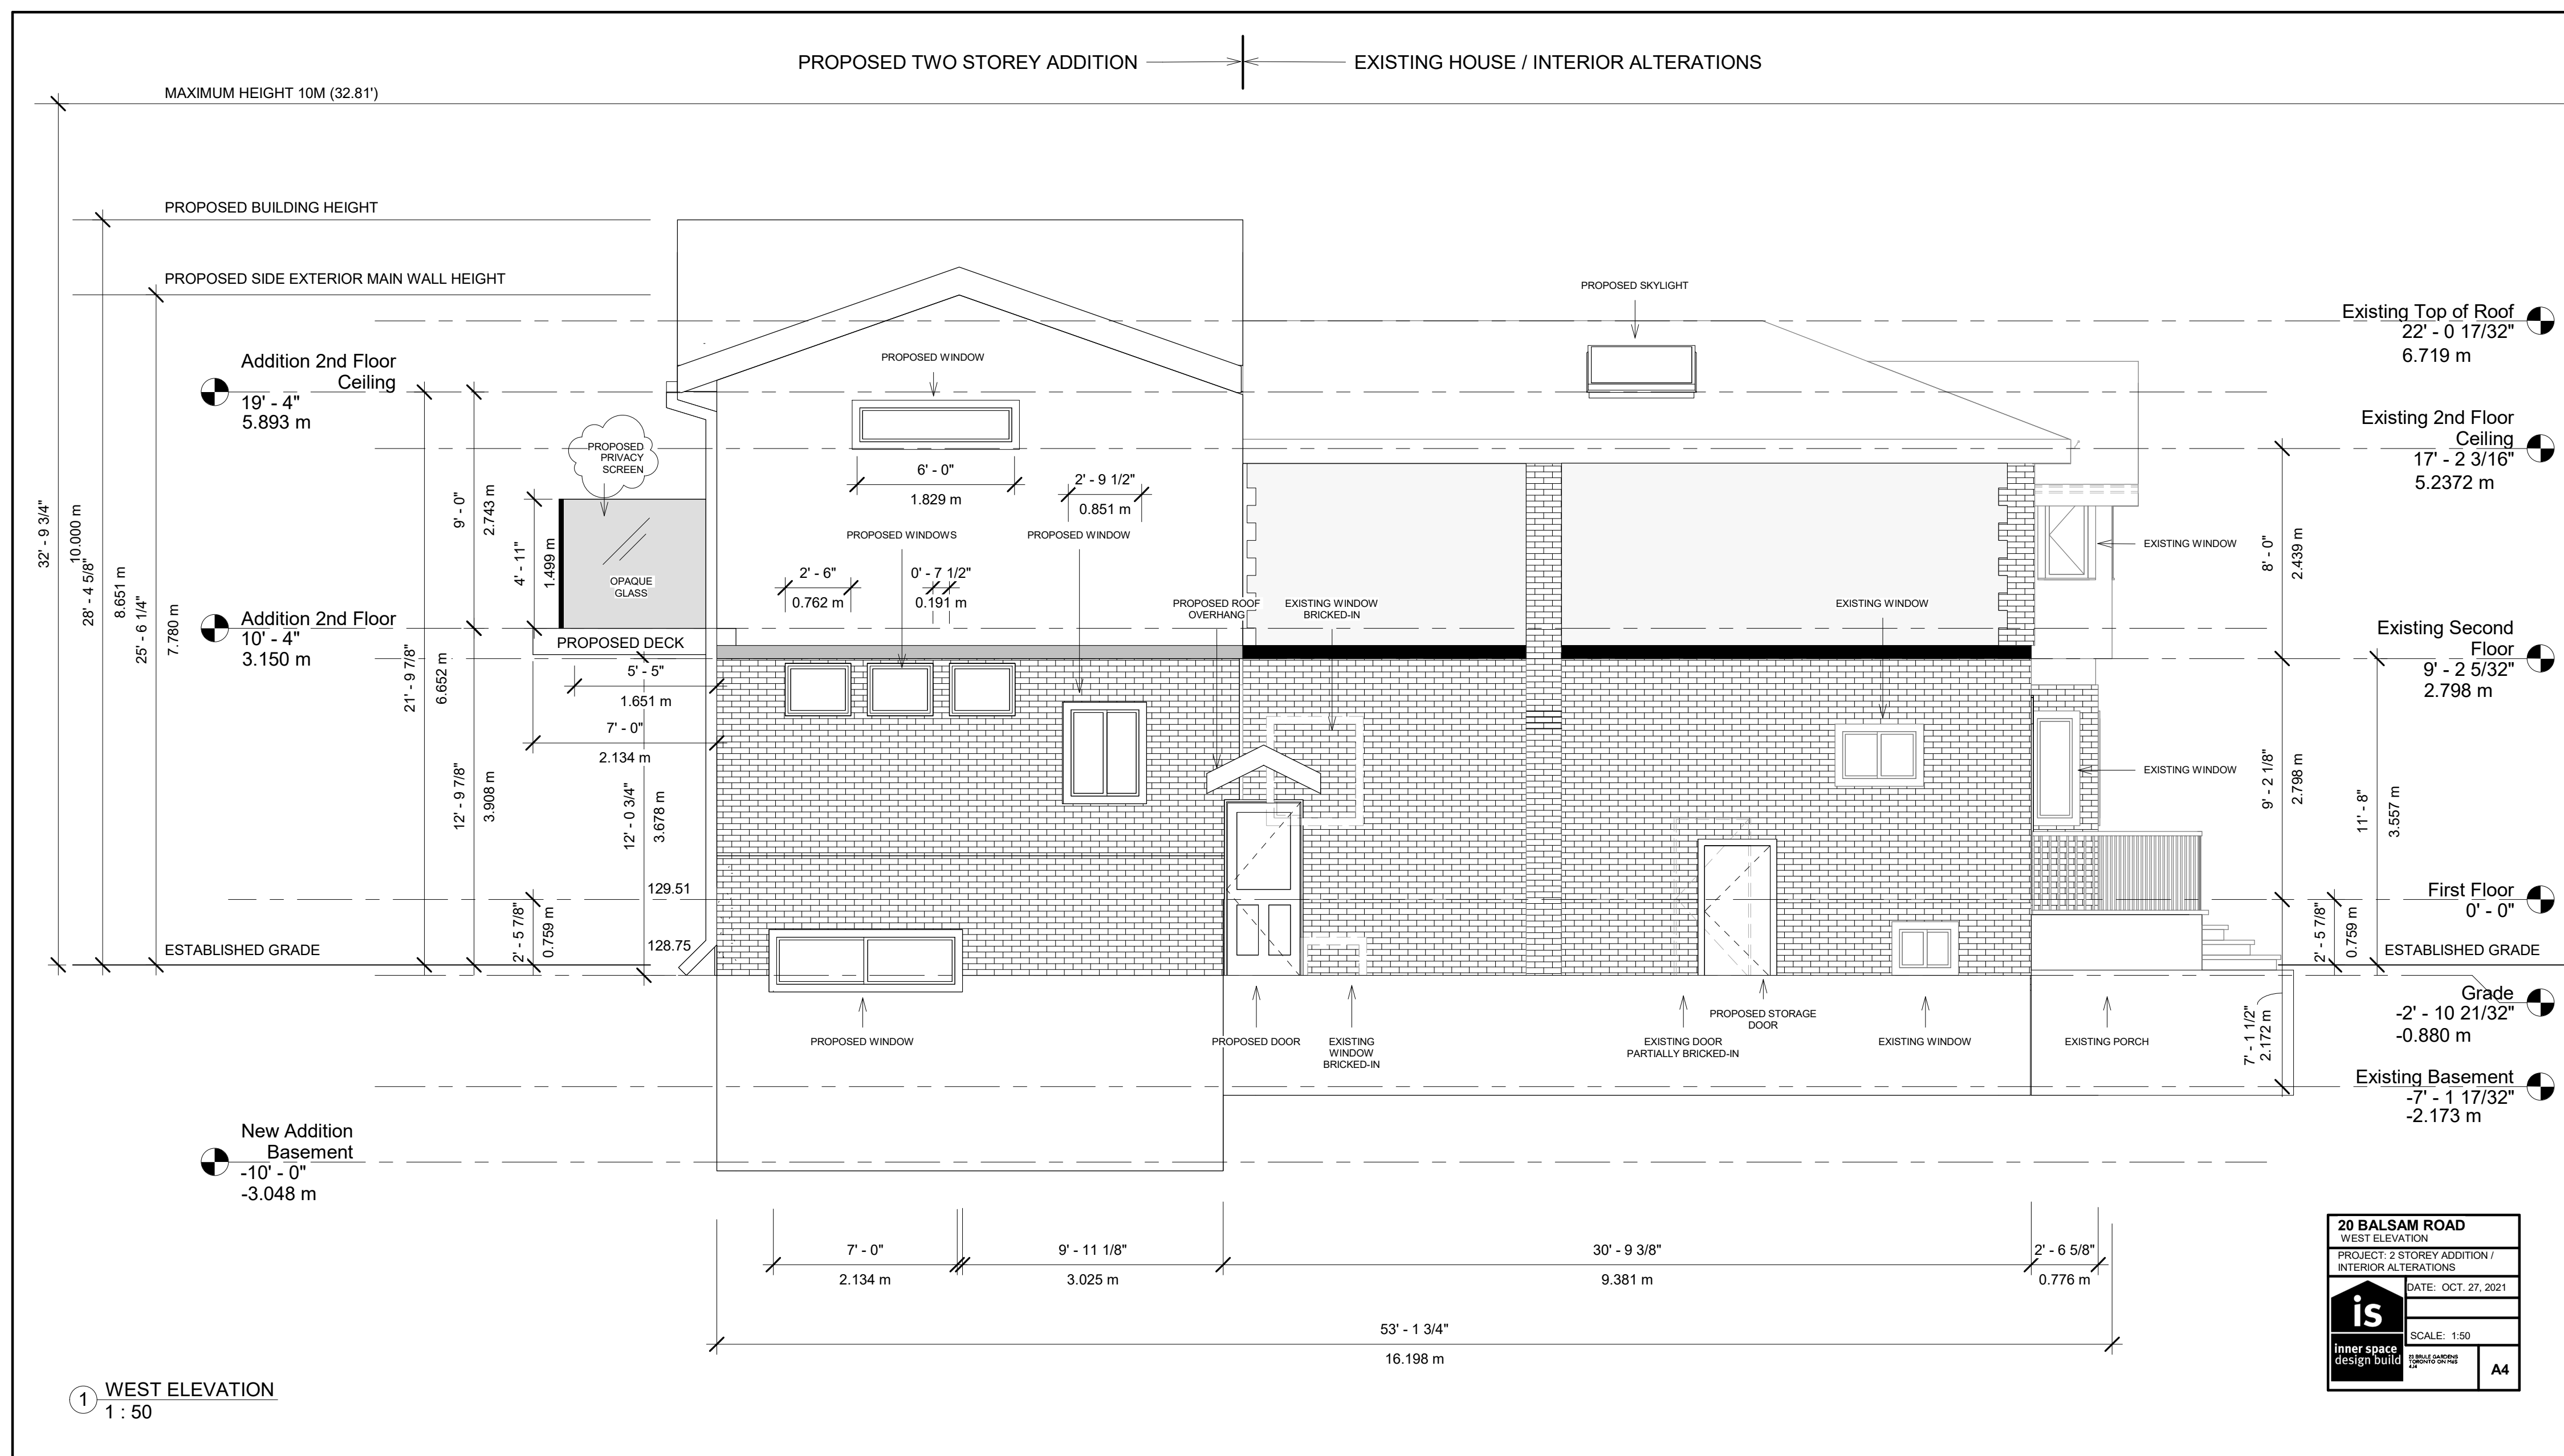 PROPOSED TWO STOREY ADDITION
EXISTING HOUSE / INTERIOR ALTERATIONS
MAXIMUM HEIGHT 10M (32.81')
PROPOSED BUILDING HEIGHT
PROPOSED SIDE EXTERIOR MAIN WALL HEIGHT
PROPOSED SKYLIGHT
Existing Top of Roof
22' - 0 17/32"
6.719 m
Addition 2nd Floor
Ceiling
19' - 4"
5.893 m
PROPOSED WINDOW
Existing 2nd Floor
Ceiling
17' - 2 3/16"
5.2372 m
PROPOSED
PRIVACY
SCREEN
6' - 0"
1.829 m
2' - 9 1/2"
0.851 m
32' - 9 3/4"
10.000 m
28' - 4 5/8"
8.651 m
25' - 6 1/4"
7.780 m
9' - 0"
2.743 m
4' - 11"
1.499 m
OPAQUE
GLASS
PROPOSED WINDOWS
PROPOSED WINDOW
2' - 6"
0.762 m
0' - 7 1/2"
0.191 m
PROPOSED ROOF
OVERHANG
EXISTING WINDOW
BRICKED-IN
EXISTING WINDOW
EXISTING WINDOW
8' - 0"
2.439 m
Addition 2nd Floor
10' - 4"
3.150 m
PROPOSED DECK
Existing Second
Floor
9' - 2 5/32"
2.798 m
21' - 9 7/8"
6.652 m
5' - 5"
1.651 m
7' - 0"
2.134 m
12' - 9 7/8"
3.908 m
12' - 0 3/4"
3.678 m
EXISTING WINDOW
9' - 2 1/8"
2.798 m
11' - 8"
3.557 m
129.51
128.75
2' - 5 7/8"
0.759 m
ESTABLISHED GRADE
First Floor
0' - 0"
2' - 5 7/8"
0.759 m
ESTABLISHED GRADE
Grade
-2' - 10 21/32"
-0.880 m
7' - 1 1/2"
2.172 m
PROPOSED WINDOW
PROPOSED DOOR
EXISTING
WINDOW
BRICKED-IN
EXISTING DOOR
PARTIALLY BRICKED-IN
PROPOSED STORAGE
DOOR
EXISTING WINDOW
EXISTING PORCH
Existing Basement
-7' - 1 17/32"
-2.173 m
New Addition
Basement
-10' - 0"
-3.048 m
7' - 0"
2.134 m
9' - 11 1/8"
3.025 m
30' - 9 3/8"
9.381 m
2' - 6 5/8"
0.776 m
53' - 1 3/4"
16.198 m
1
WEST ELEVATION
1 : 50
20 BALSAM ROAD
WEST ELEVATION
PROJECT: 2 STOREY ADDITION /
INTERIOR ALTERATIONS
DATE: OCT. 27, 2021
SCALE: 1:50
is
inner space
design build
23 BRULE GARDENS
TORONTO ON M6S
4J4
A4